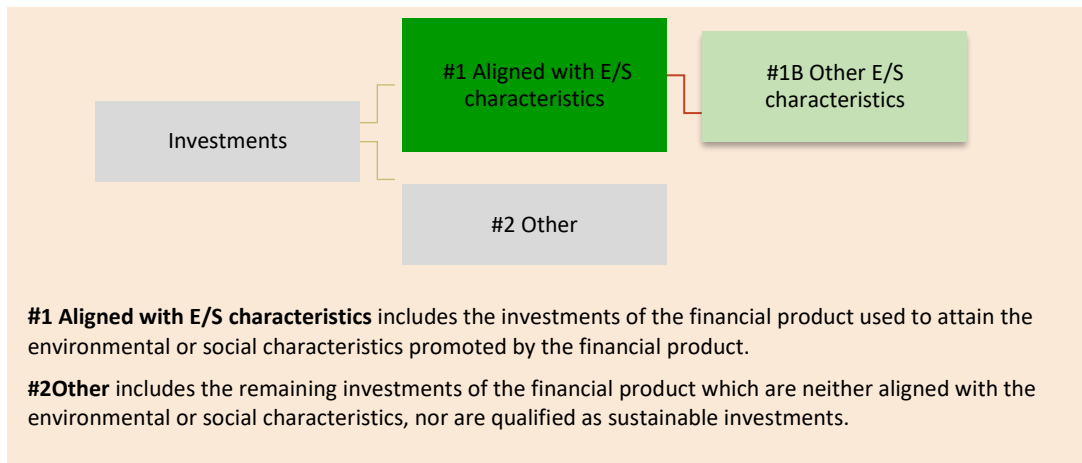 #1 Aligned with E/S
characteristics
#1B Other E/S
characteristics
Investments
#2 Other
#1 Aligned with E/S characteristics includes the investments of the financial product used to attain the
environmental or social characteristics promoted by the financial product.
#2Other includes the remaining investments of the financial product which are neither aligned with the
environmental or social characteristics, nor are qualified as sustainable investments.